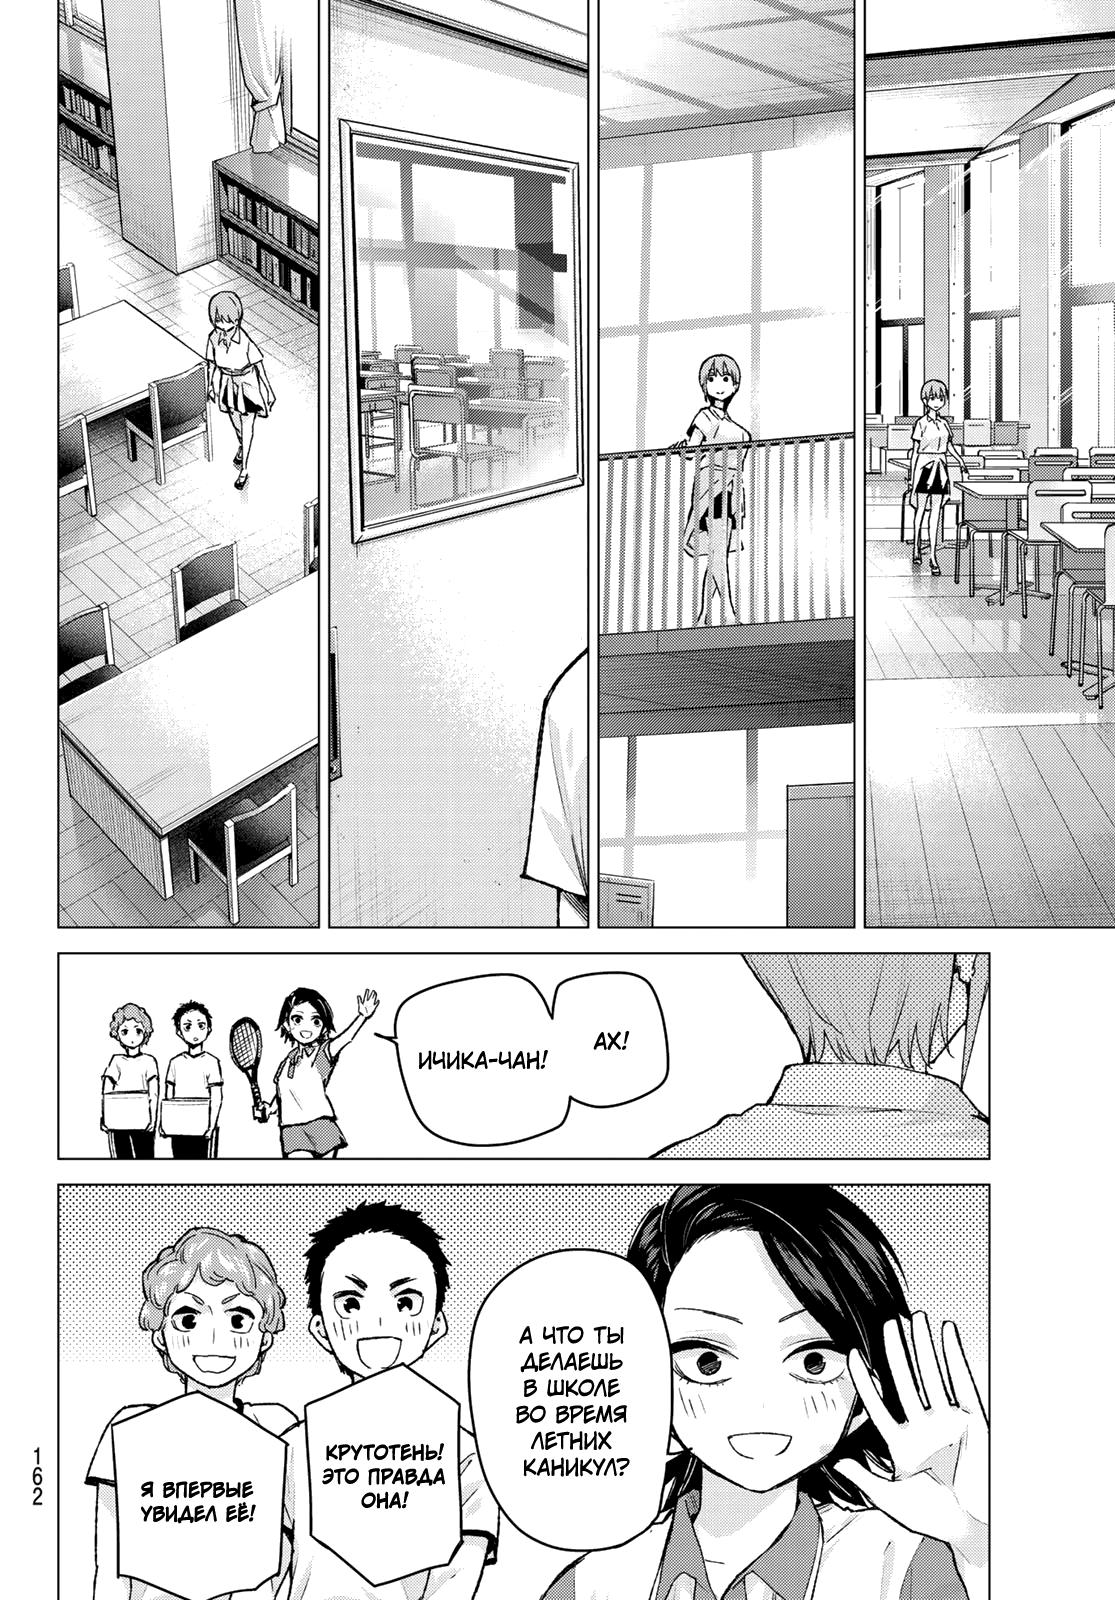 АХ!
ИЧИКА-ЧАН!
А ЧТО ТЫ
ДЕЛАЕШЬ
В ШКОЛЕ
ВО ВРЕМЯ
ЛЕТНИХ
КАНИКУЛ?
КРУТОТЕНЬ!
ЭТО ПРАВДА
ОНА!
Я ВПЕРВЫЕ
УВИДЕЛ ЕЁ!
162